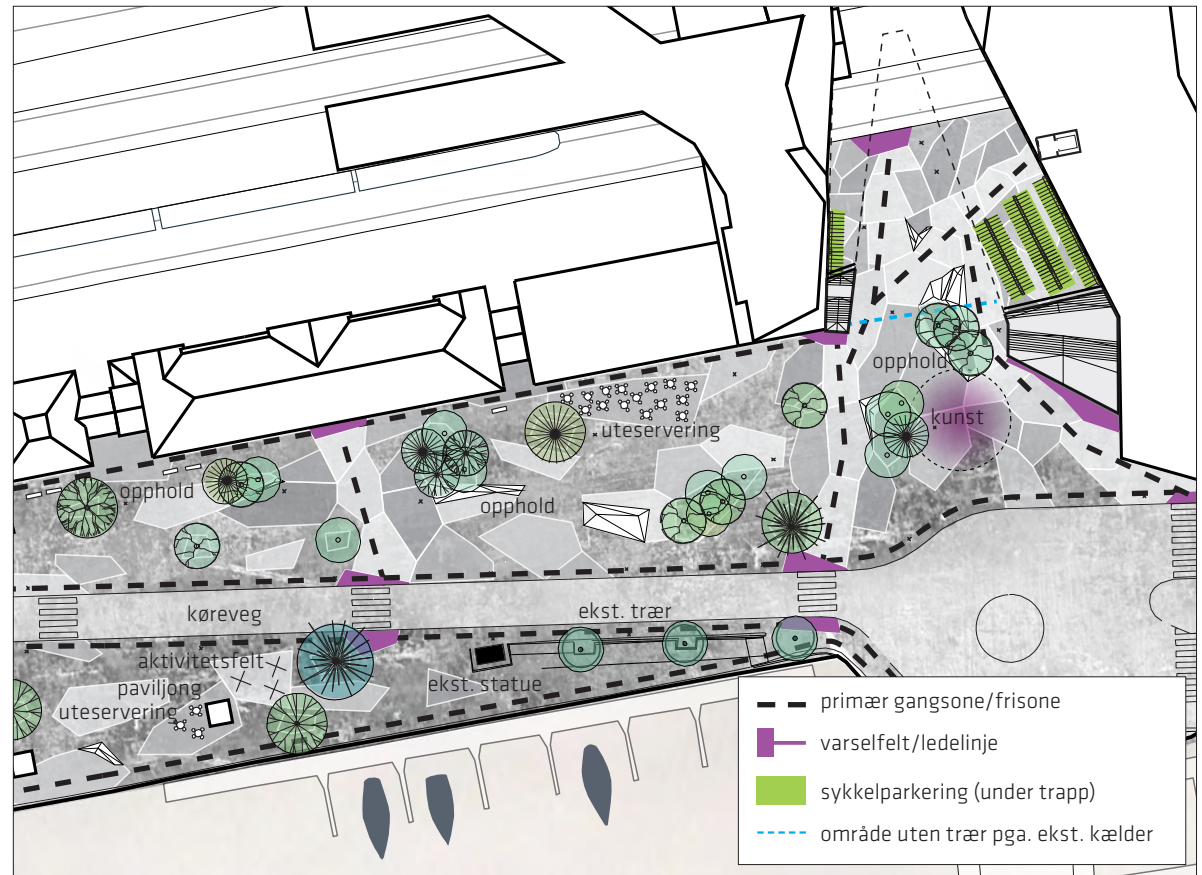 opphold
kunst
uteservering
opphold
opphold
køreveg
ekst. trær
aktivitetsfelt
paviljong
uteservering
ekst. statue
primær gangsone/frisone
varselfelt/ledelinje
sykkelparkering (under trapp)
område uten trær pga. ekst. kælder